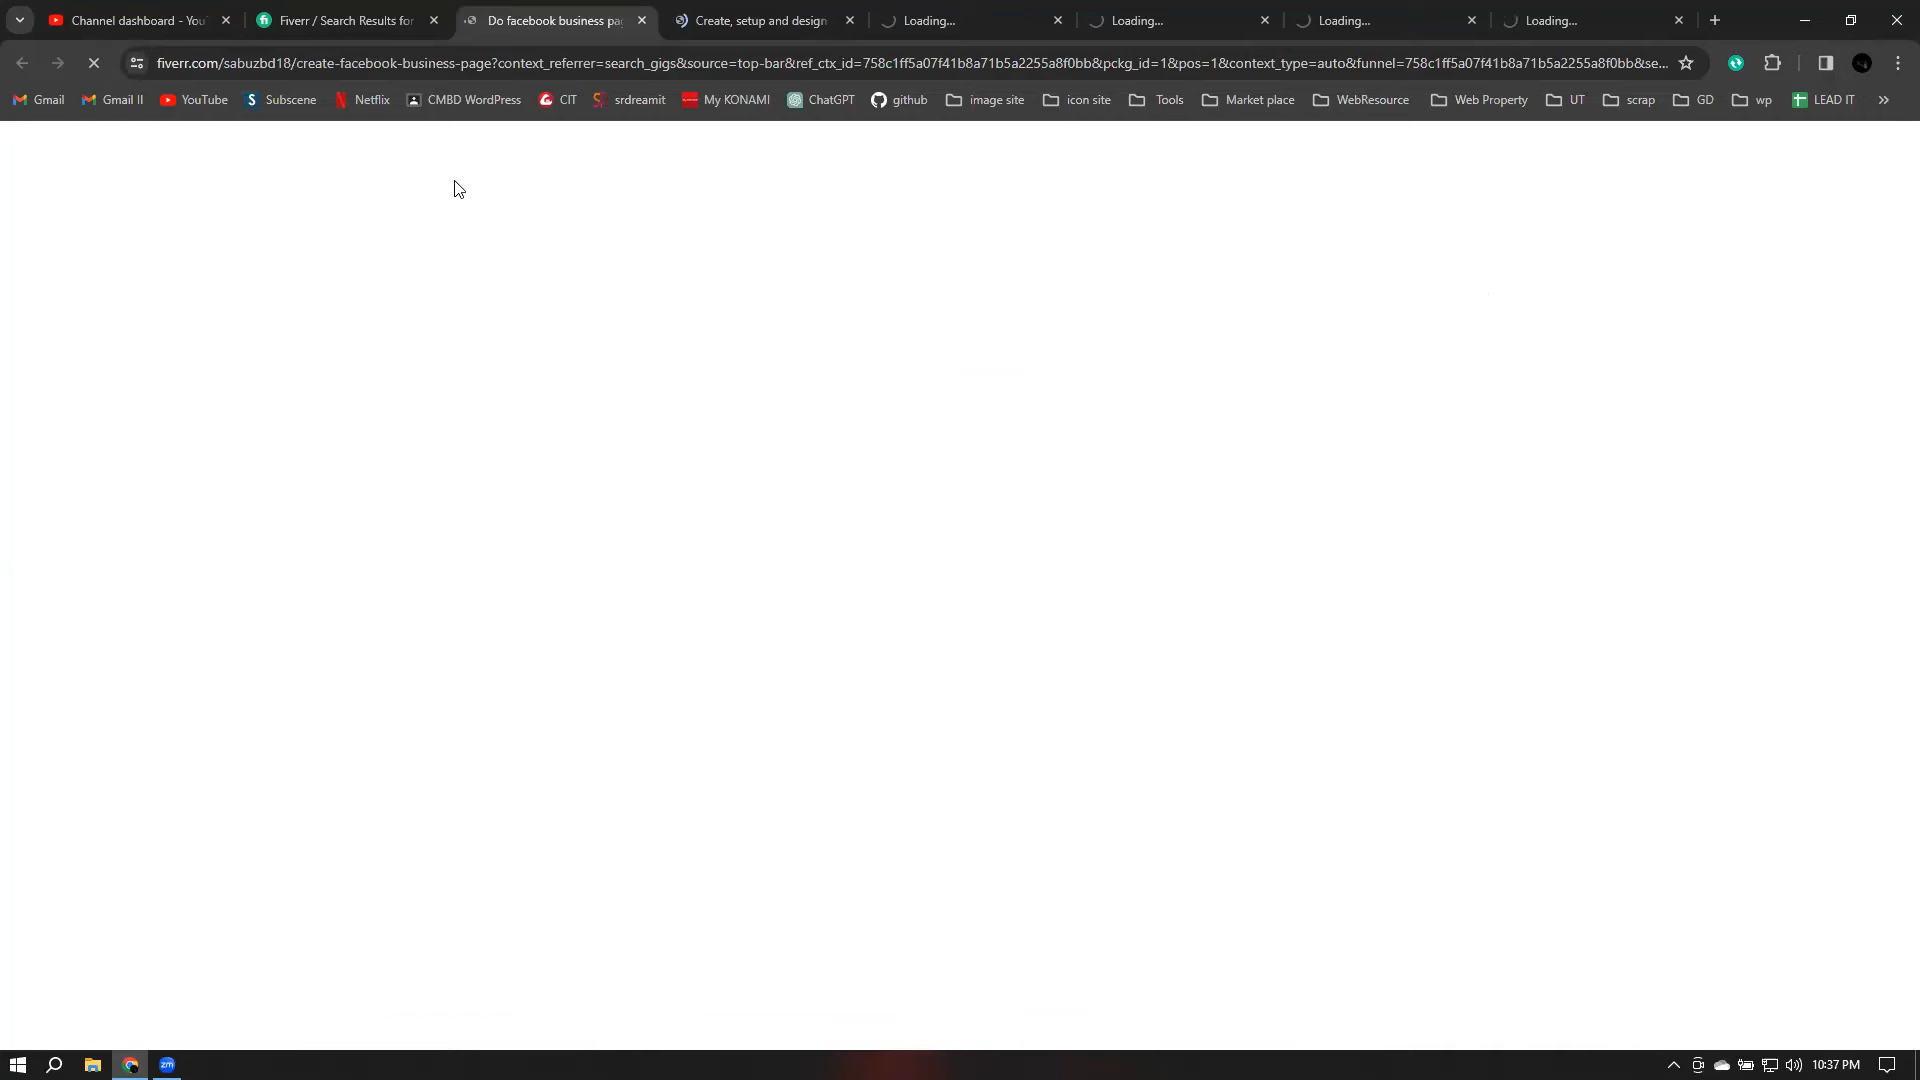 Channel dashboard - You
Fiverr / Search Results for
Do facebook business pa
Create, setup and design
Loading...
Loading...
Loading...
Loading...
fiverr.com/sabuzbd18/create-facebook-business-page?context_referrer=search_gigs&source=top-bar&ref_ctx_id=758c1ff5a07f41b8a71b5a2255a8f0bb&pckg_id=1&pos=1&context_type=auto&funnel=758c1ff5a07f41b8a71b5a2255a8f0bb&se...
Gmail
Gmail II
YouTube
Subscene
Netflix
CMBD WordPress
CIT
srdreamit
My KONAMI
ChatGPT
github
image site
icon site
Tools
Market place
WebResource
Web Property
UT
scrap
GD
wp
LEAD IT
zm
10:37 PM